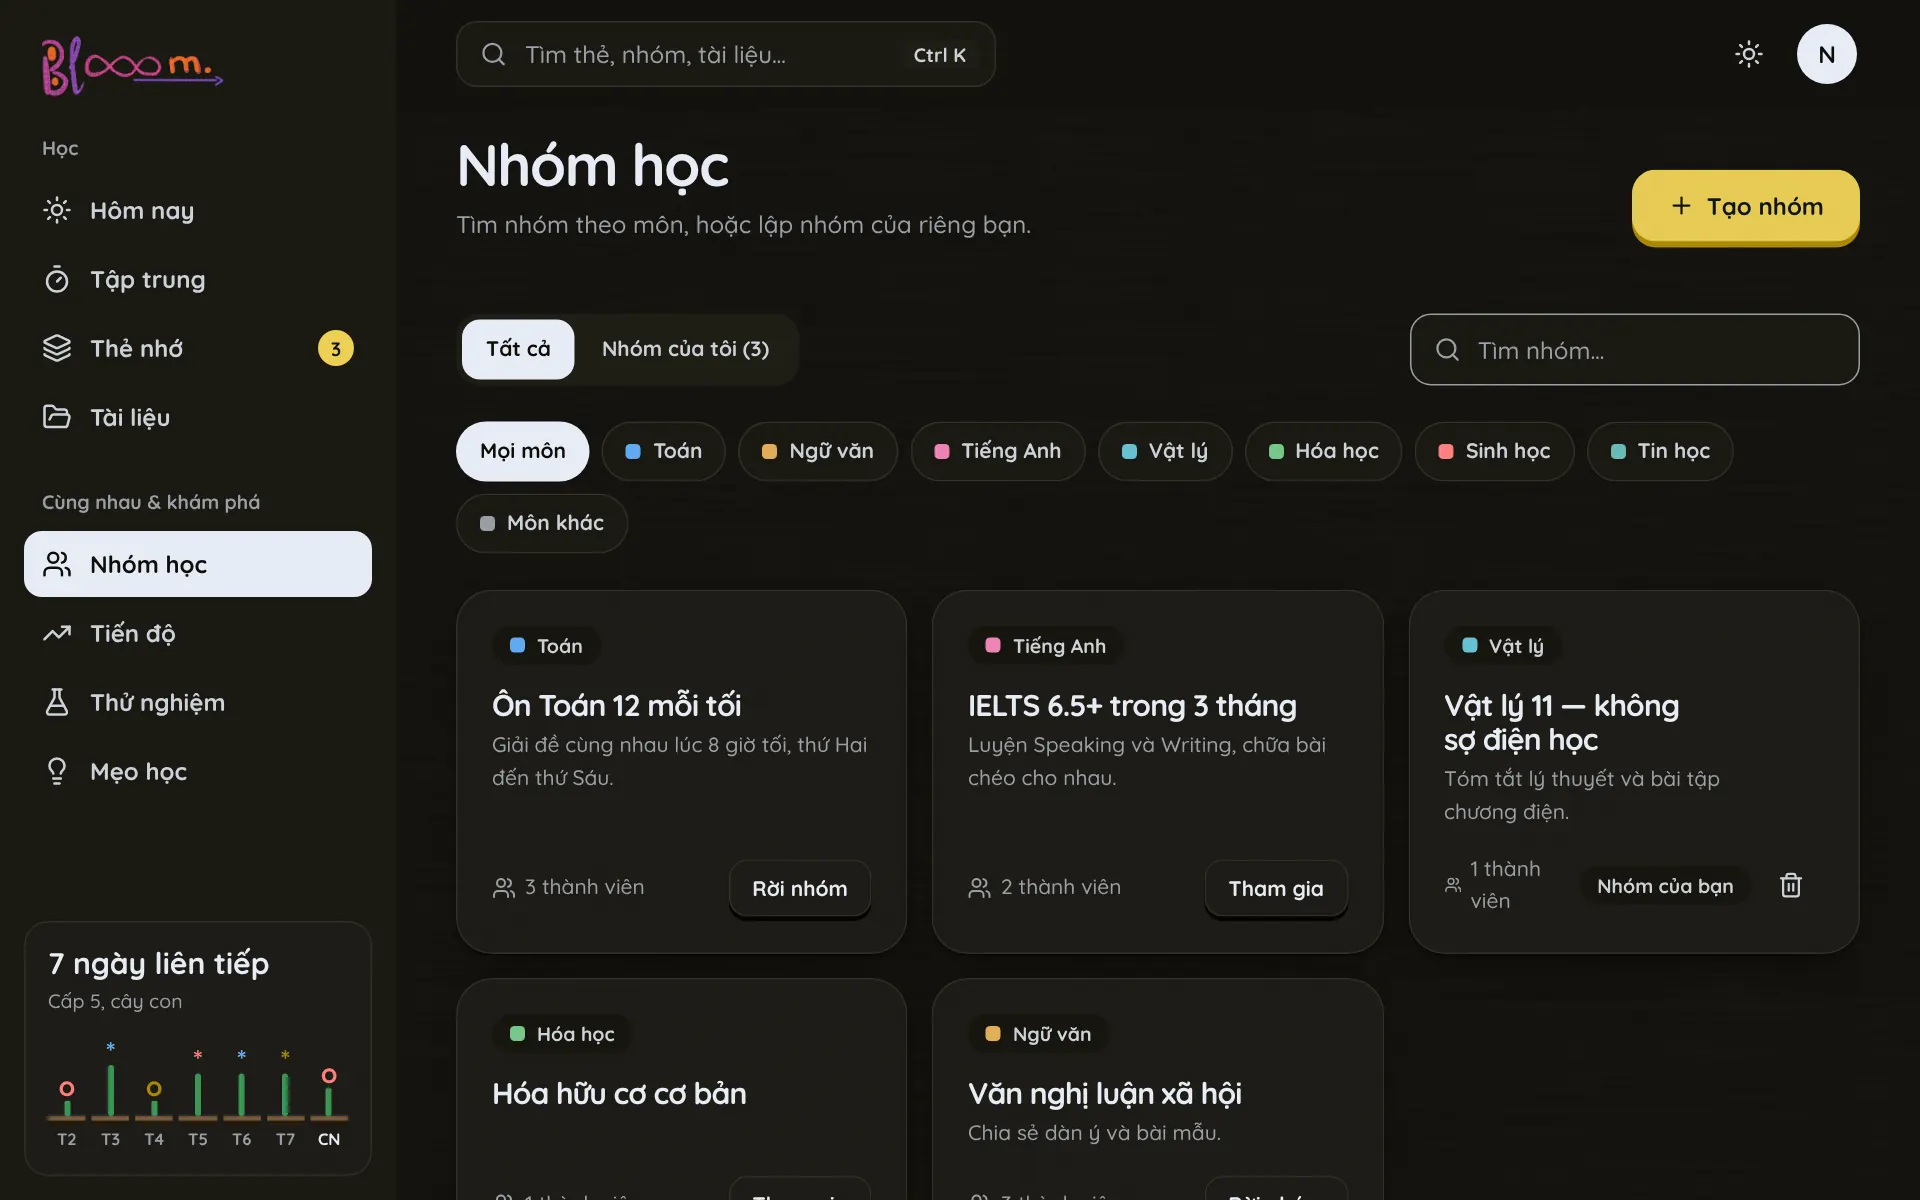 Blooom.
Tìm thẻ, nhóm, tài liệu... Ctrl K
N
Học
Hôm nay
Tập trung
Thẻ nhớ 3
Tài liệu
Cùng nhau & khám phá
Nhóm học
Tiến độ
Thử nghiệm
Mẹo học
7 ngày liên tiếp
Cấp 5, cây con
T2 T3 T4 T5 T6 T7 CN
Nhóm học
Tìm nhóm theo môn, hoặc lập nhóm của riêng bạn.
+ Tạo nhóm
Tất cả Nhóm của tôi (3)
Tìm nhóm...
Mọi môn Toán Ngữ văn Tiếng Anh Vật lý Hóa học Sinh học Tin học
Môn khác
Toán
Ôn Toán 12 mỗi tối
Giải đề cùng nhau lúc 8 giờ tối, thứ Hai
đến thứ Sáu.
3 thành viên Rời nhóm
Tiếng Anh
IELTS 6.5+ trong 3 tháng
Luyện Speaking và Writing, chữa bài
chéo cho nhau.
2 thành viên Tham gia
Vật lý
Vật lý 11 — không
sợ điện học
Tóm tắt lý thuyết và bài tập
chương điện.
1 thành
viên
Nhóm của bạn
Hóa học
Hóa hữu cơ cơ bản
Ngữ văn
Văn nghị luận xã hội
Chia sẻ dàn ý và bài mẫu.